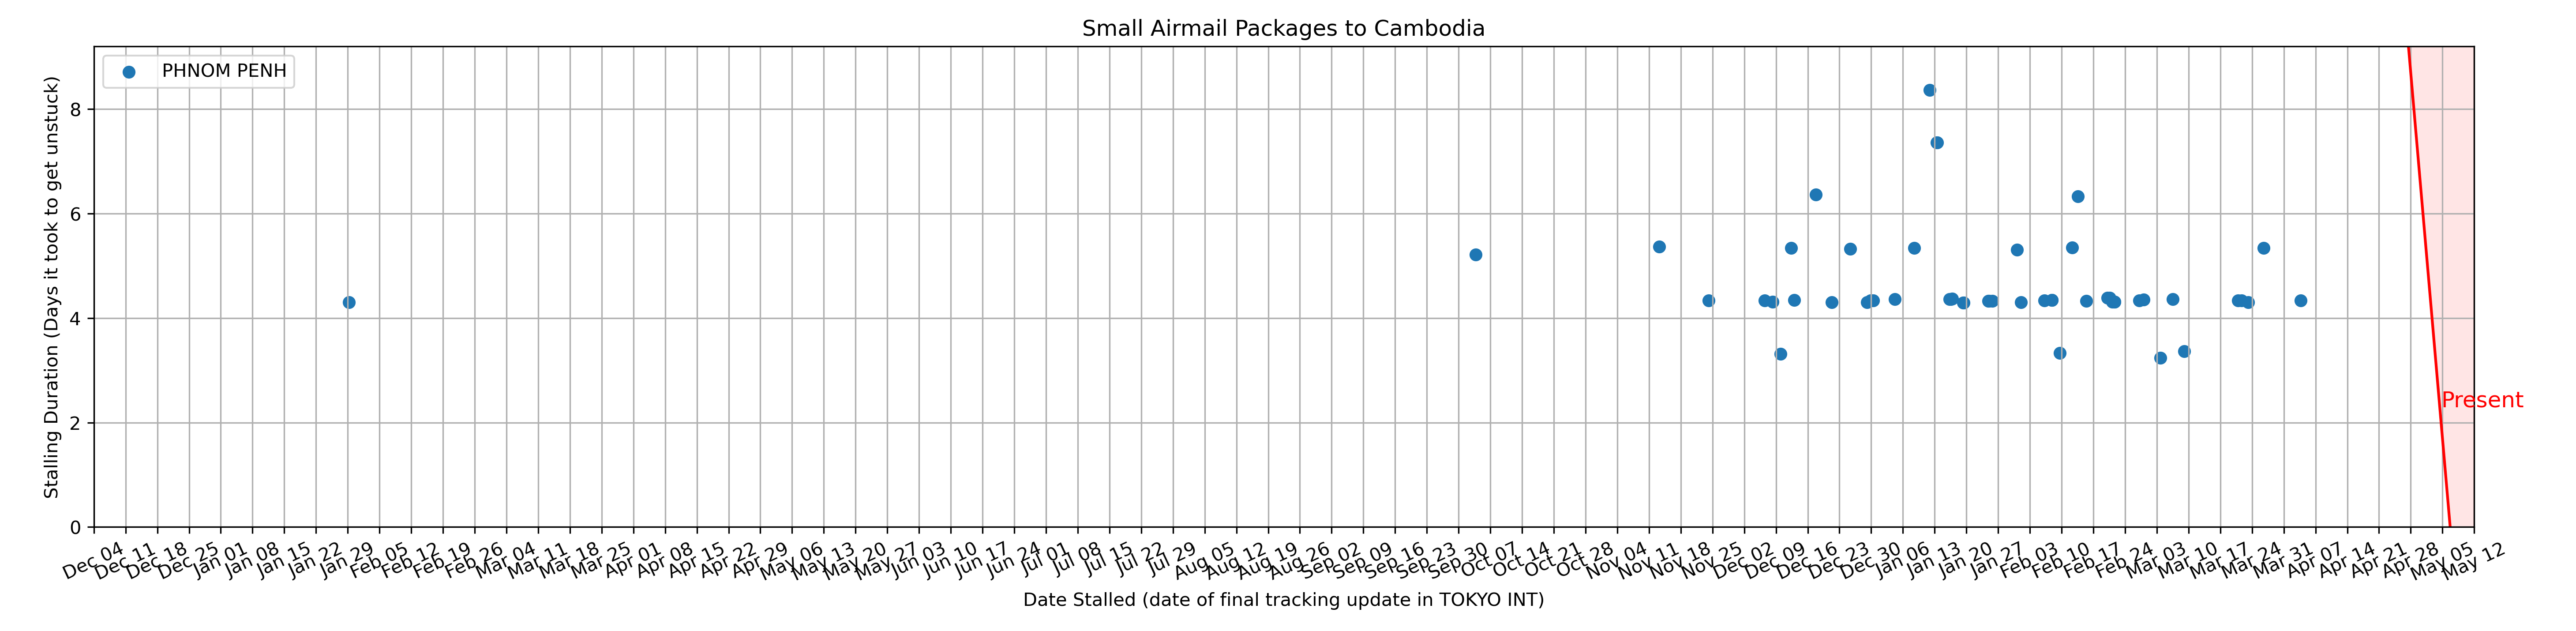 Small Airmail Packages to Cambodia
PHNOM PENH
Stalling Duration (Days it took to get unstuck)
8
6
4
2
0
Present
Dec 04
Dec 11
Dec 18
Dec 25
Jan 01
Jan 08
Jan 15
Jan 22
Jan 29
Feb 05
Feb 12
Feb 19
Feb 26
Mar 04
Mar 11
Mar 18
Mar 25
Apr 01
Apr 08
Apr 15
Apr 22
Apr 29
May 06
May 13
May 20
May 27
Jun 03
Jun 10
Jun 17
Jun 24
Jul 01
Jul 08
Jul 15
Jul 22
Jul 29
Aug 05
Aug 12
Aug 19
Aug 26
Sep 02
Sep 09
Sep 16
Sep 23
Sep 30
Oct 07
Oct 14
Oct 21
Oct 28
Nov 04
Nov 11
Nov 18
Nov 25
Dec 02
Dec 09
Dec 16
Dec 23
Dec 30
Jan 06
Jan 13
Jan 20
Jan 27
Feb 03
Feb 10
Feb 17
Feb 24
Mar 03
Mar 10
Mar 17
Mar 24
Mar 31
Apr 07
Apr 14
Apr 21
Apr 28
May 05
May 12
Date Stalled (date of final tracking update in TOKYO INT)